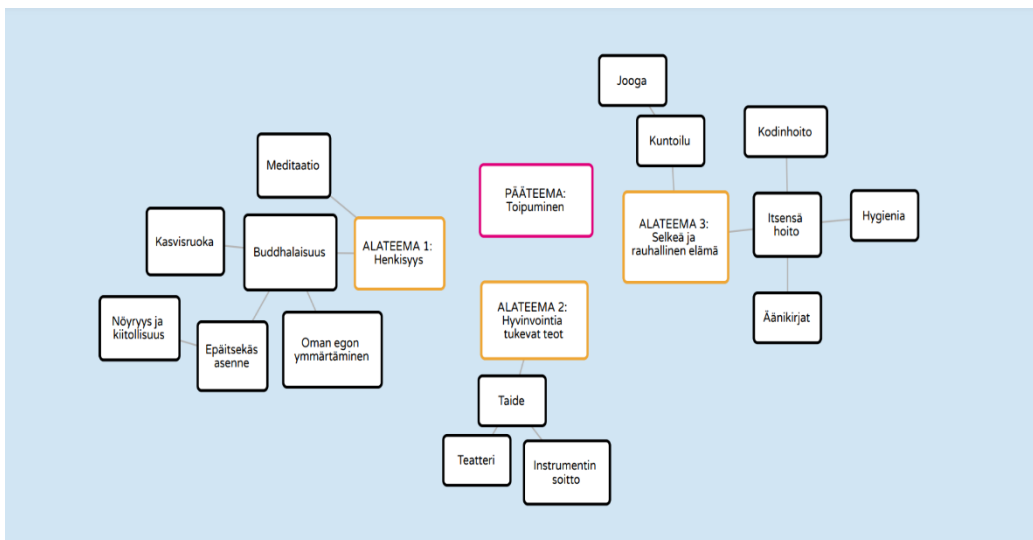 PÄÄTEEMA:
Toipuminen
ALATEEMA 1:
Henkisyys
Meditaatio
Buddhalaisuus
Kasvisruoka
Epäitsekäs
asenne
Nöyryys ja
kiitollisuus
Oman egon
ymmärtäminen
ALATEEMA 2:
Hyvinvointia
tukevat teot
Taide
Teatteri
Instrumentin
soitto
ALATEEMA 3:
Selkeä ja
rauhallinen elämä
Kuntoilu
Jooga
Itsensä
hoito
Kodinhoito
Hygienia
Äänikirjat